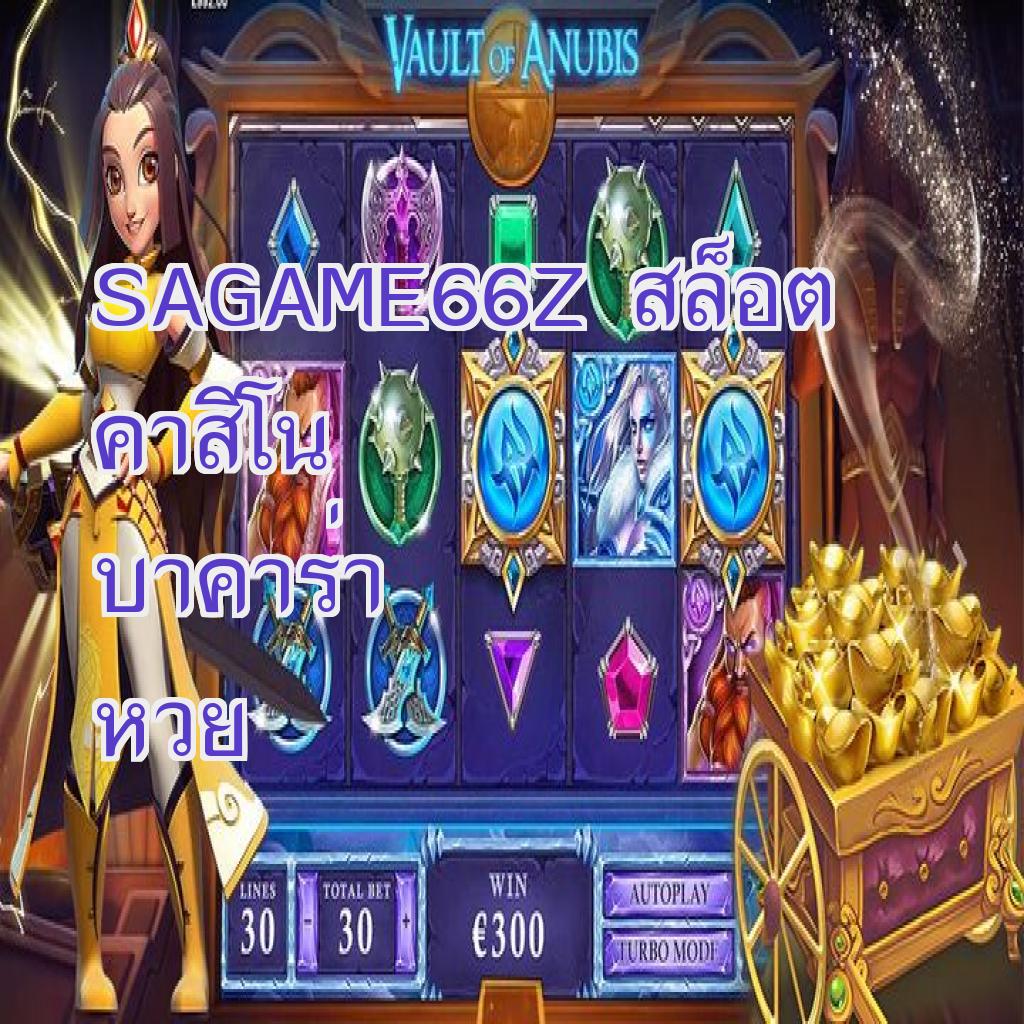 VAULT OF ANUBIS
SAGAME66Z สล็อต
คาสิโน
บาคาร่า
หวย
LINES
30
TOTAL BET
- 30 +
WIN
€300
AUTOPLAY
TURBO MODE